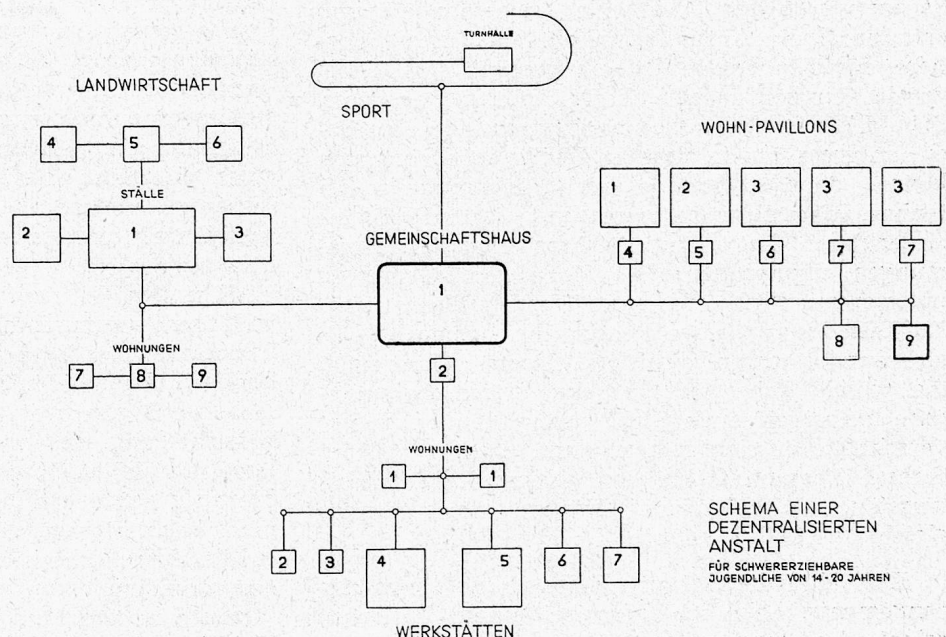 TURNHALLE
SPORT
LANDWIRTSCHAFT
4 5 6
STÄLLE
2 1 3
WOHNUNGEN
7 8 9
GEMEINSCHAFTSHAUS
1
2
WOHN-PAVILLONS
1 2 3 3 3
4 5 6 7 7
8 9
WOHNUNGEN
1 1
2 3 4 5 6 7
WERKSTÄTTEN
SCHEMA EINER
DEZENTRALISIERTEN
ANSTALT
FÜR SCHWERERZIEHBARE
JUGENDLICHE VON 14-20 JAHREN